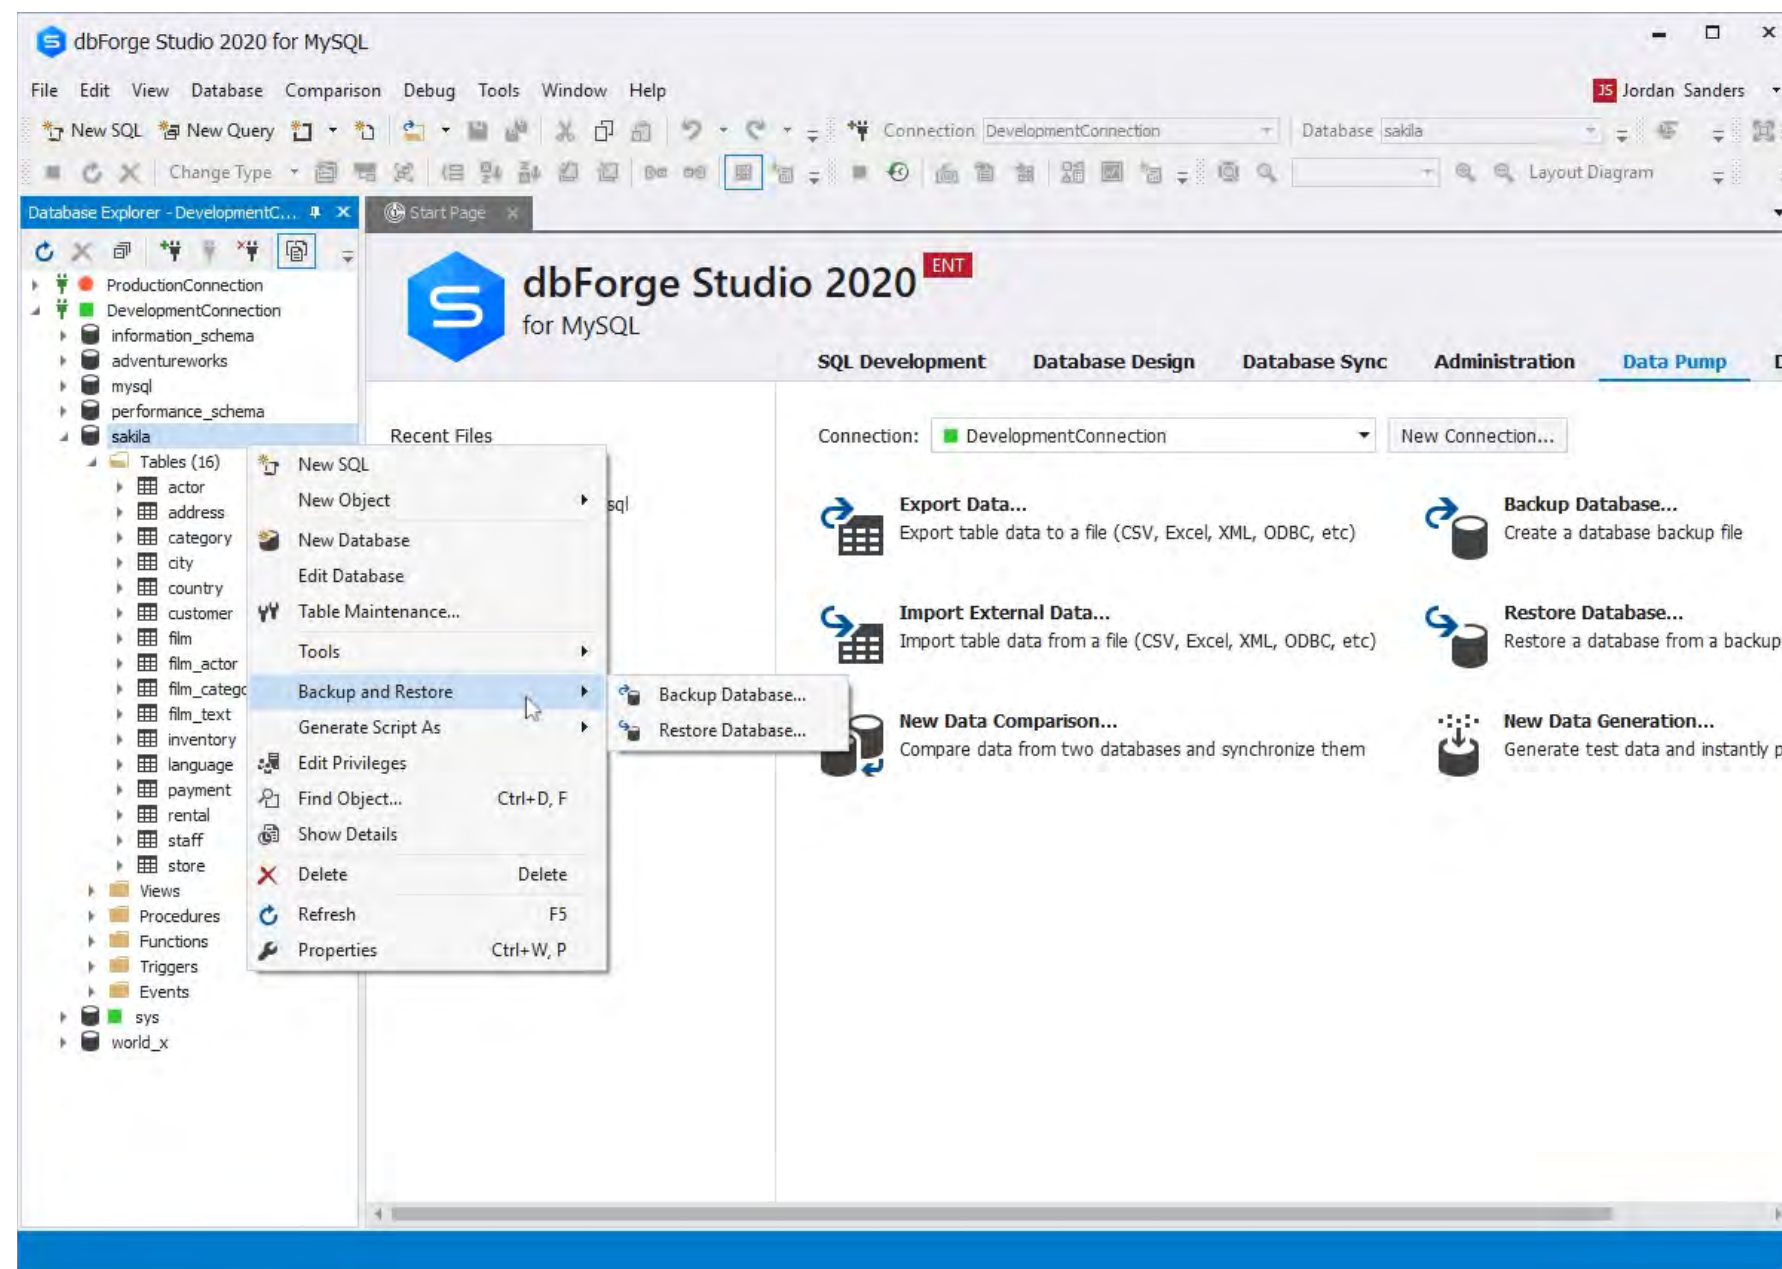 dbForge Studio 2020 for MySQL
File Edit View Database Comparison Debug Tools Window Help
JS Jordan Sanders
New SQL New Query Connection DevelopmentConnection Database sakila
Change Type Layout Diagram
Database Explorer - DevelopmentC...
Start Page
ProductionConnection
DevelopmentConnection
information_schema
adventureworks
mysql
performance_schema
sakila
Tables (16)
actor
address
category
city
country
customer
film
film_actor
film_catego
film_text
inventory
language
payment
rental
staff
store
Views
Procedures
Functions
Triggers
Events
sys
world_x
New SQL
New Object
New Database
Edit Database
Table Maintenance...
Tools
Backup and Restore
Generate Script As
Edit Privileges
Find Object... Ctrl+D, F
Show Details
Delete Delete
Refresh F5
Properties Ctrl+W, P
Backup Database...
Restore Database...
dbForge Studio 2020 ENT
for MySQL
SQL Development Database Design Database Sync Administration Data Pump
Recent Files
sql
Connection: DevelopmentConnection New Connection...
Export Data...
Export table data to a file (CSV, Excel, XML, ODBC, etc)
Backup Database...
Create a database backup file
Import External Data...
Import table data from a file (CSV, Excel, XML, ODBC, etc)
Restore Database...
Restore a database from a backup
New Data Comparison...
Compare data from two databases and synchronize them
New Data Generation...
Generate test data and instantly p